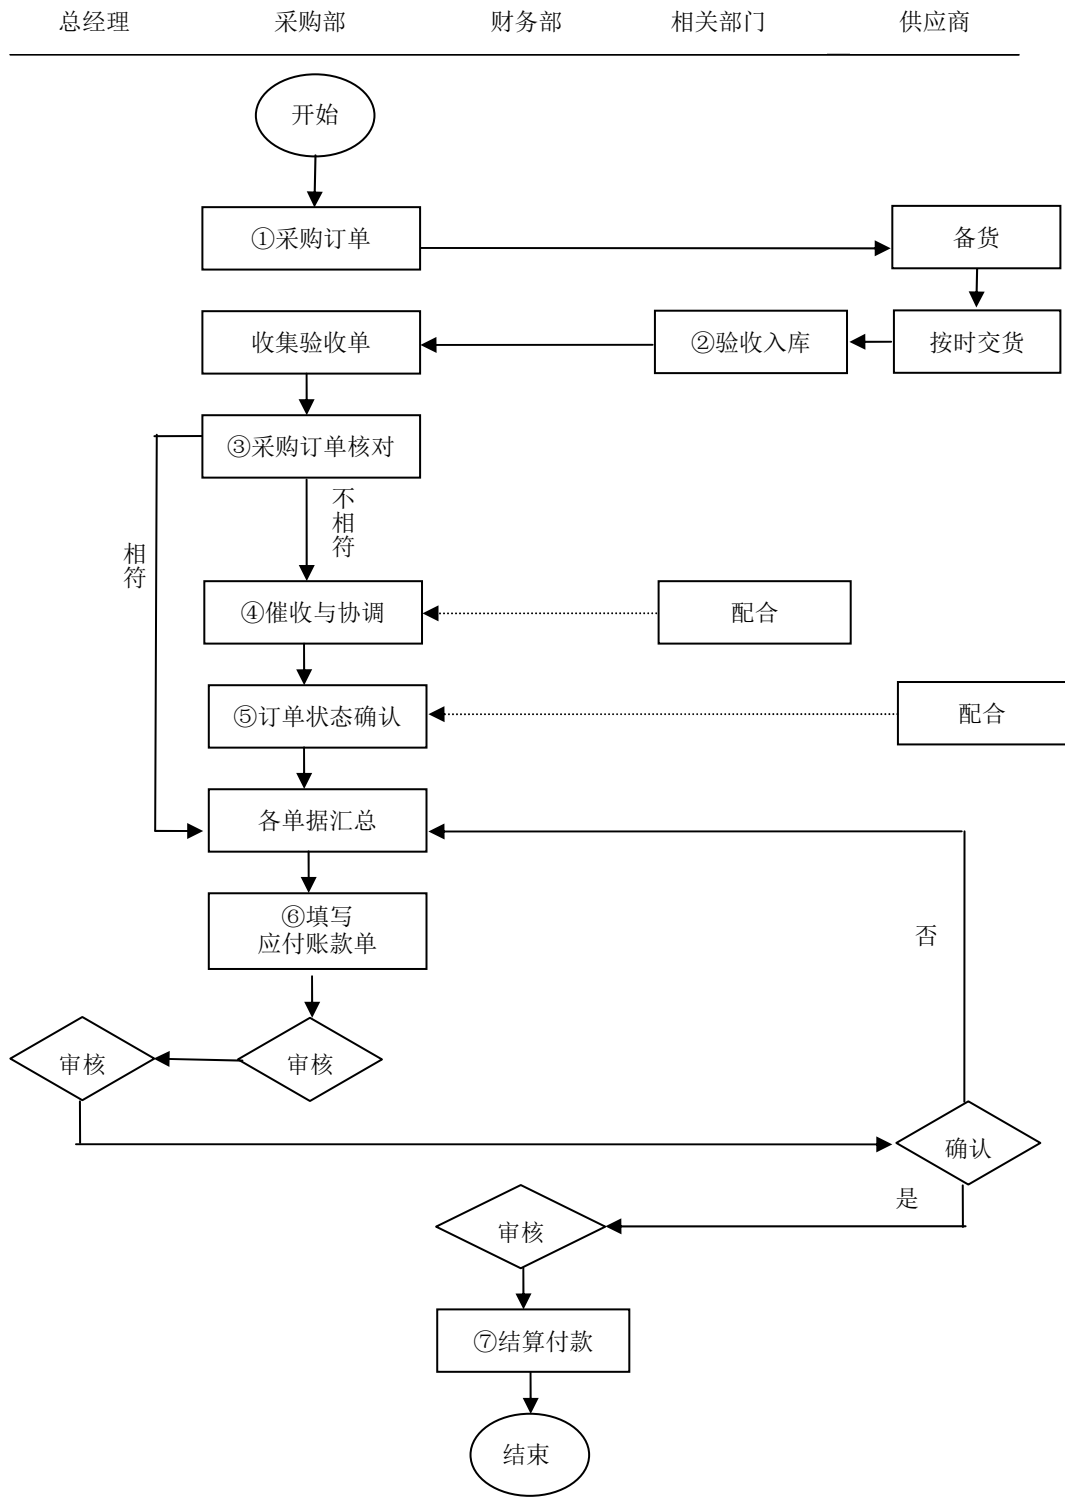 总经理
采购部
财务部
相关部门
供应商
开始
①采购订单
备货
收集验收单
②验收入库
按时交货
③采购订单核对
不相符
相符
④催收与协调
配合
⑤订单状态确认
配合
各单据汇总
⑥填写
应付账款单
否
审核
审核
确认
是
审核
⑦结算付款
结束